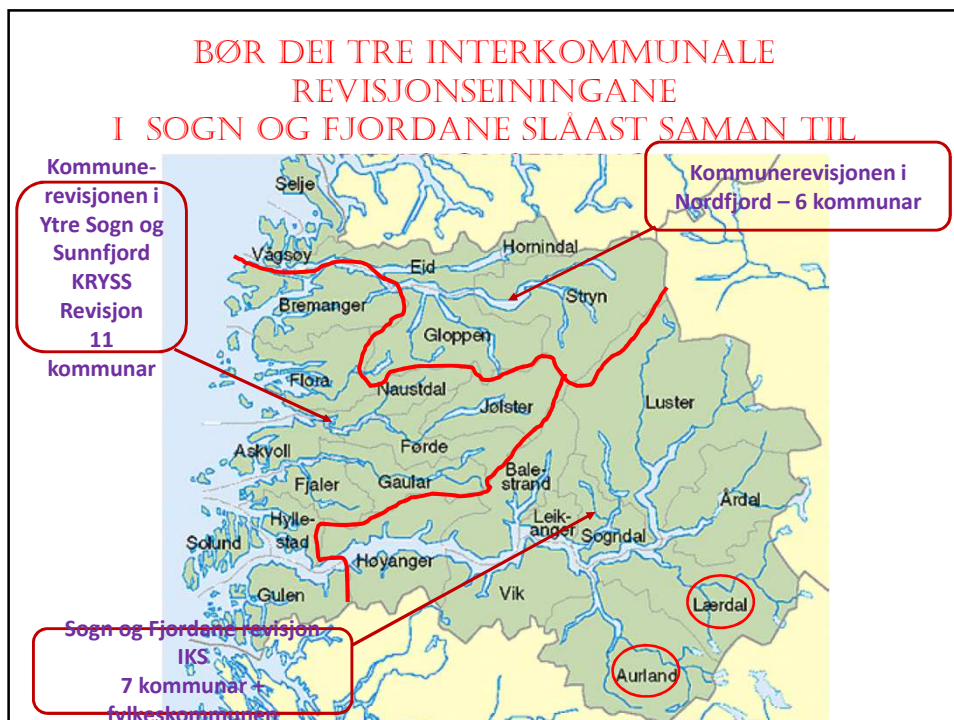 BØR DEI TRE INTERKOMMUNALE
REVISJONSEININGANE
I SOGN OG FJORDANE SLÅAST SAMAN TIL
Kommune-
revisjonen i
Ytre Sogn og
Sunnfjord
KRYSS
Revisjon
11
kommunar
Kommunerevisjonen i
Nordfjord – 6 kommunar
Selje
Vågsøy
Eid
Hornindal
Bremanger
Stryn
Gloppen
Flora
Naustdal
Jølster
Luster
Askvoll
Førde
Fjaler
Gaular
Bale-
strand
Årdal
Hylle-
stad
Leik-
anger
Sogndal
Solund
Høyanger
Gulen
Vik
Lærdal
Aurland
Sogn og Fjordane revisjon
IKS
7 kommunar +
fylkeskommunen